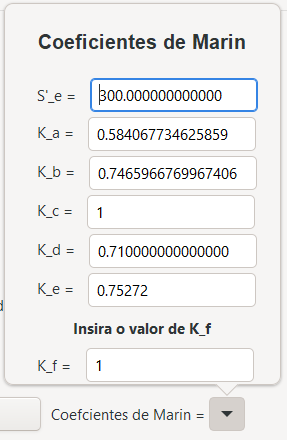 Coeficientes de Marin
S'_e = 300.000000000000
K_a = 0.584067734625859
K_b = 0.7465966769967406
K_c = 1
K_d = 0.710000000000000
K_e = 0.75272
Insira o valor de K_f
K_f = 1
Coefcientes de Marin =